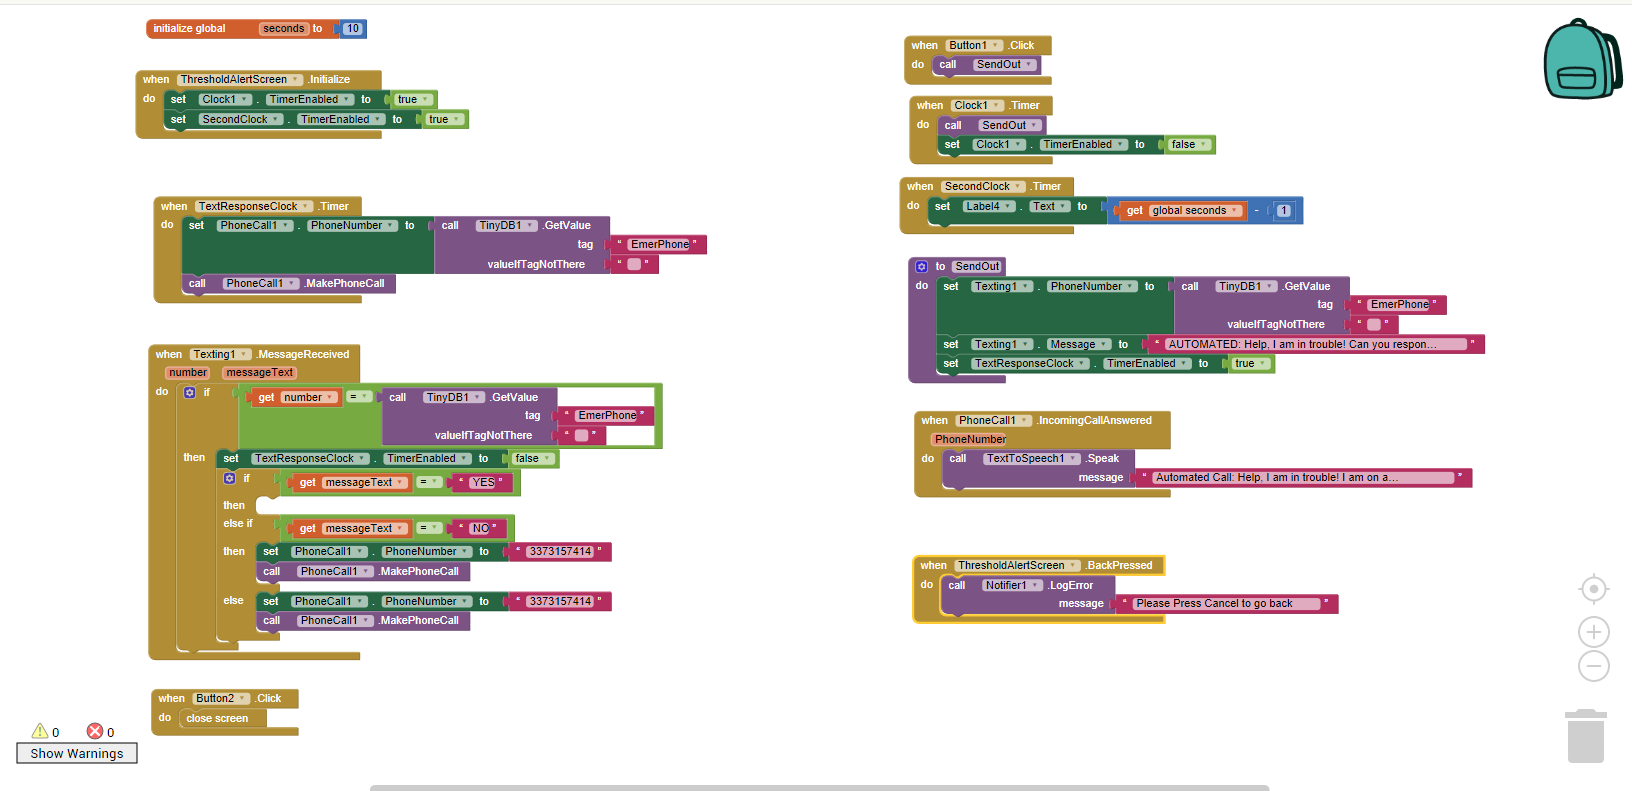 initialize global seconds to 10
when ThresholdAlertScreen .Initialize
do set Clock1 . TimerEnabled to true
set SecondClock . TimerEnabled to true
when TextResponseClock .Timer
do set PhoneCall1 . PhoneNumber to call TinyDB1 .GetValue
tag " EmerPhone "
valueIfTagNotThere " "
call PhoneCall1 .MakePhoneCall
when Texting1 .MessageReceived
number messageText
do if get number = call TinyDB1 .GetValue
tag " EmerPhone "
valueIfTagNotThere " "
then set TextResponseClock . TimerEnabled to false
if get messageText = " YES "
then
else if get messageText = " NO "
then set PhoneCall1 . PhoneNumber to " 3373157414 "
call PhoneCall1 .MakePhoneCall
else set PhoneCall1 . PhoneNumber to " 3373157414 "
call PhoneCall1 .MakePhoneCall
when Button2 .Click
do close screen
0 0
Show Warnings
when Button1 .Click
do call SendOut
when Clock1 .Timer
do call SendOut
set Clock1 . TimerEnabled to false
when SecondClock .Timer
do set Label4 . Text to get global seconds - 1
to SendOut
do set Texting1 . PhoneNumber to call TinyDB1 .GetValue
tag " EmerPhone "
valueIfTagNotThere " "
set Texting1 . Message to " AUTOMATED: Help, I am in trouble! Can you respon... "
set TextResponseClock . TimerEnabled to true
when PhoneCall1 .IncomingCallAnswered
PhoneNumber
do call TextToSpeech1 .Speak
message " Automated Call: Help, I am in trouble! I am on a... "
when ThresholdAlertScreen .BackPressed
do call Notifier1 .LogError
message " Please Press Cancel to go back "